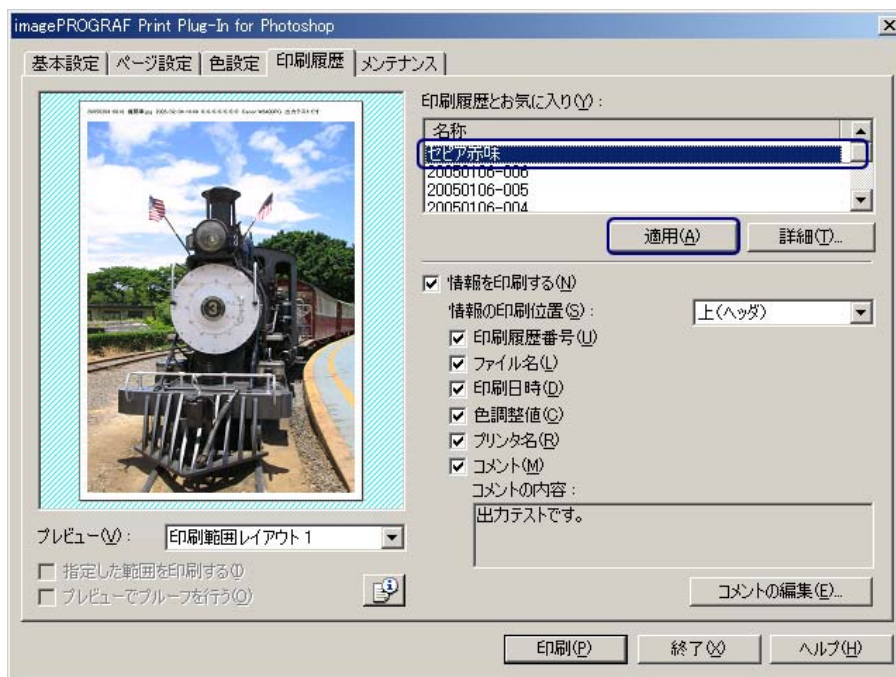 imagePROGRAF Print Plug-In for Photoshop
基本設定 ページ設定 色設定 印刷履歴 メンテナンス
印刷履歴とお気に入り(Y):
名称
セピア赤味
20050106-006
20050106-005
20050106-004
適用(A) 詳細(T)...
情報を印刷する(N)
情報の印刷位置(S): 上(ヘッダ)
印刷履歴番号(U)
ファイル名(L)
印刷日時(D)
色調整値(C)
プリンタ名(R)
コメント(M)
コメントの内容:
出力テストです。
コメントの編集(E)...
3
プレビュー(V): 印刷範囲レイアウト 1
指定した範囲を印刷する(I)
プレビューでプルーフを行う(O)
印刷(P) 終了(X) ヘルプ(H)